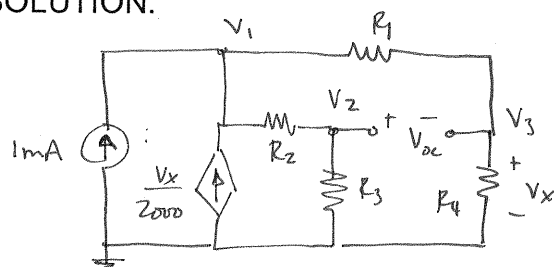 SOLUTION:
V1
R1
V2
+
−
Voc
V3
1mA
R2
Vx
2000
R3
R4
+
Vx
−